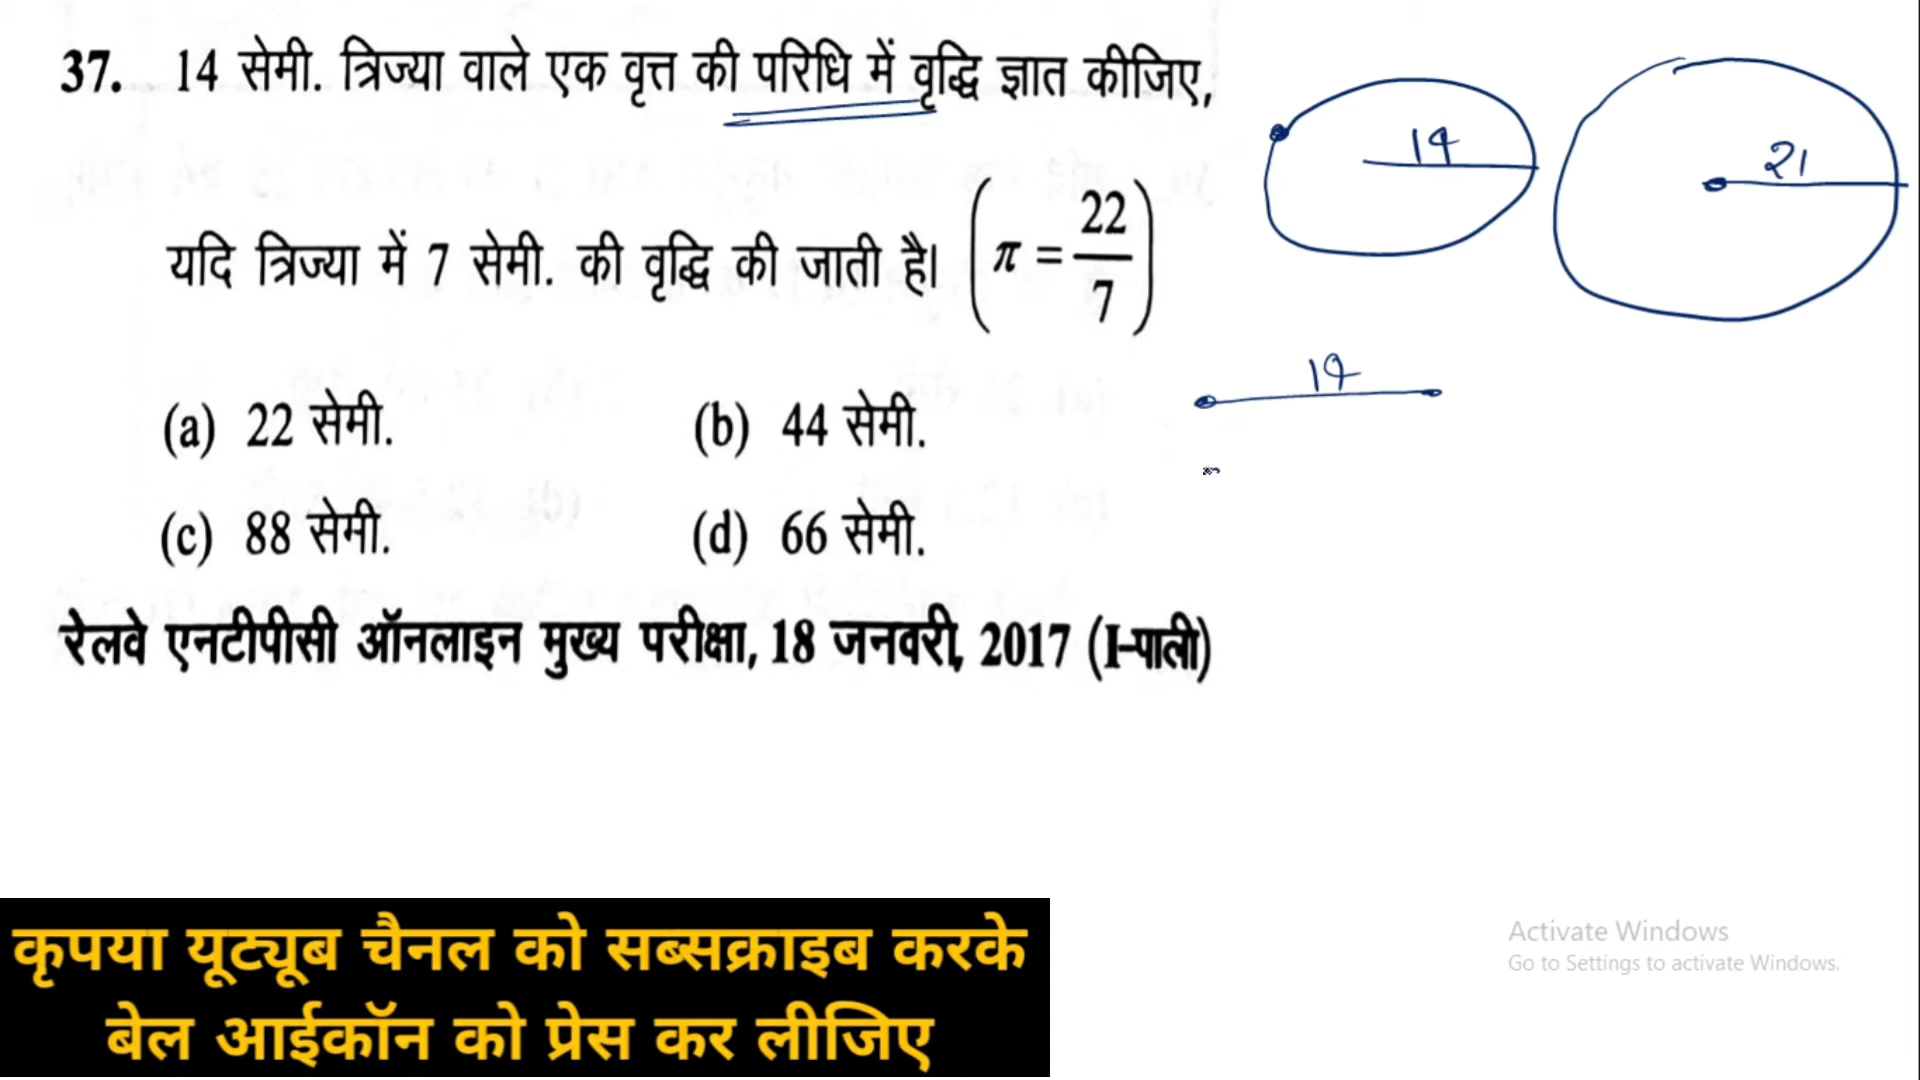 37. 14 सेमी. त्रिज्या वाले एक वृत्त की परिधि में वृद्धि ज्ञात कीजिए,
यदि त्रिज्या में 7 सेमी. की वृद्धि की जाती है। (π = 22/7)
(a) 22 सेमी. (b) 44 सेमी.
(c) 88 सेमी. (d) 66 सेमी.
रेलवे एनटीपीसी ऑनलाइन मुख्य परीक्षा, 18 जनवरी, 2017 (I-पाली)
14
21
14
कृपया यूट्यूब चैनल को सब्सक्राइब करके
बेल आईकॉन को प्रेस कर लीजिए
Activate Windows
Go to Settings to activate Windows.